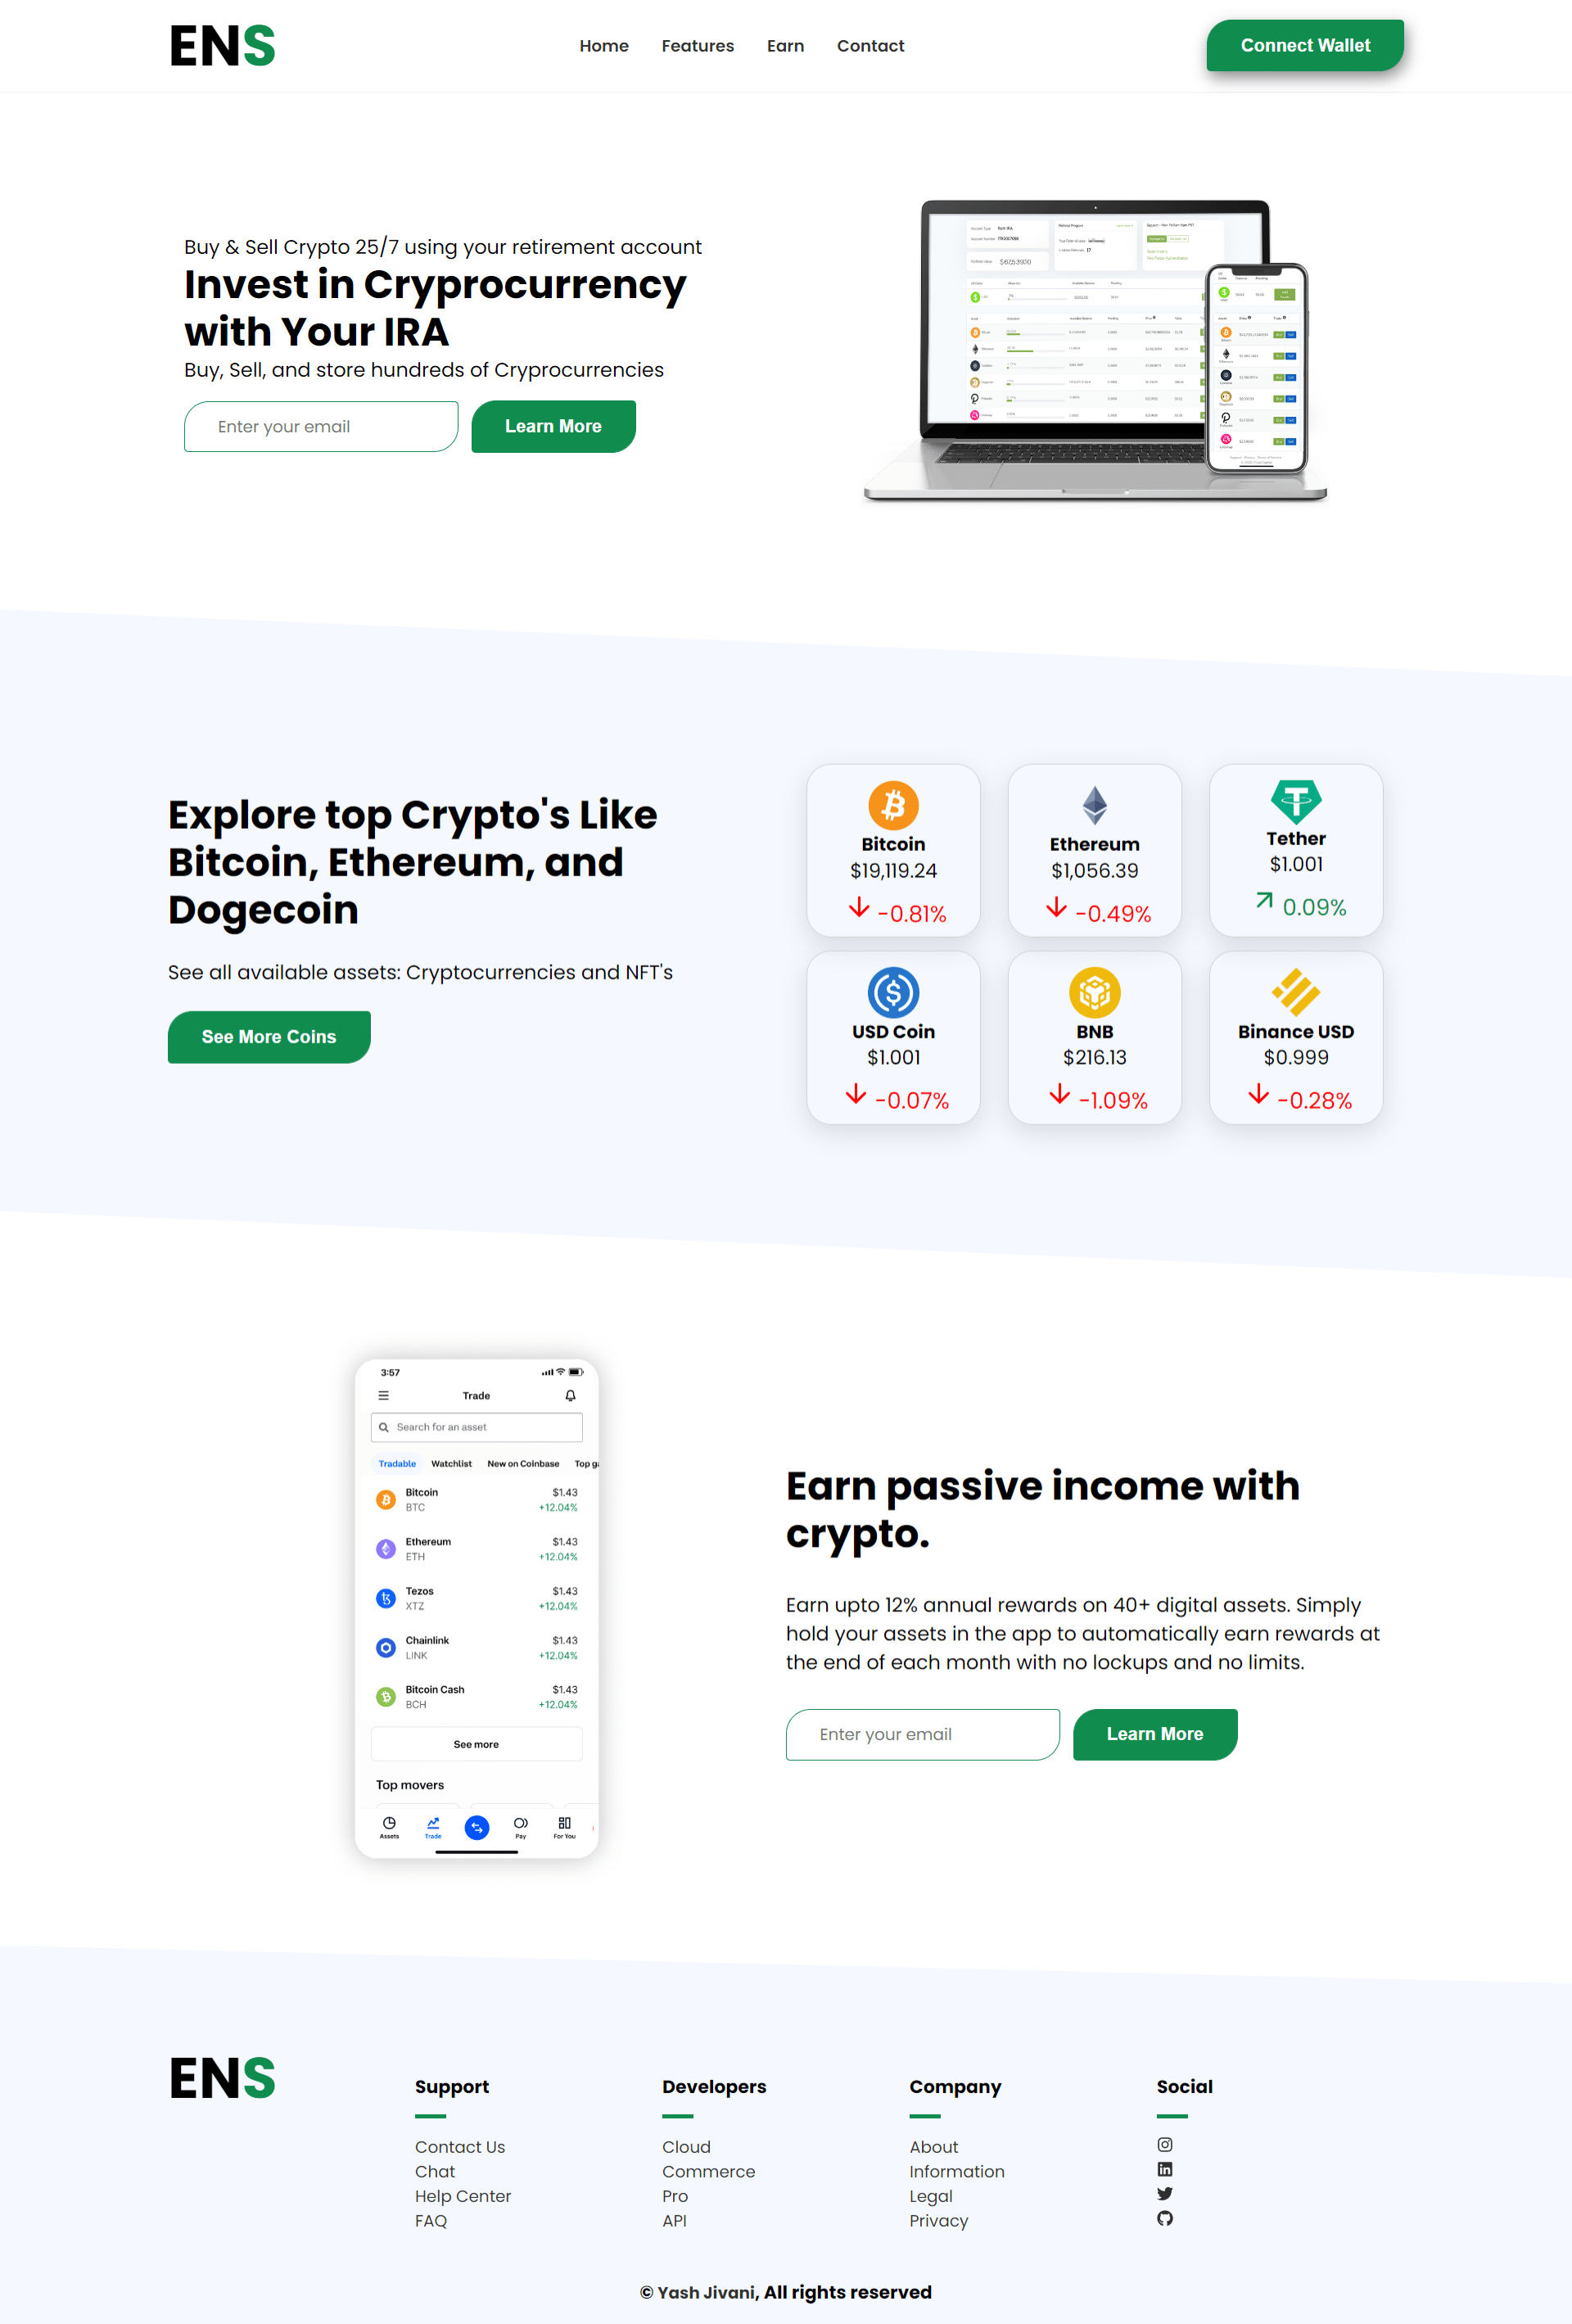 ENS
Home Features Earn Contact
Connect Wallet
Buy & Sell Crypto 25/7 using your retirement account
Invest in Cryprocurrency
with Your IRA
Buy, Sell, and store hundreds of Cryprocurrencies
Enter your email
Learn More
Explore top Crypto's Like
Bitcoin, Ethereum, and
Dogecoin
See all available assets: Cryptocurrencies and NFT's
See More Coins
Bitcoin
$19,119.24
-0.81%
Ethereum
$1,056.39
-0.49%
Tether
$1.001
0.09%
USD Coin
$1.001
-0.07%
BNB
$216.13
-1.09%
Binance USD
$0.999
-0.28%
3:57
Trade
Search for an asset
Tradable Watchlist New on Coinbase Top ga
Bitcoin $1.43
BTC +12.04%
Ethereum $1.43
ETH +12.04%
Tezos $1.43
XTZ +12.04%
Chainlink $1.43
LINK +12.04%
Bitcoin Cash $1.43
BCH +12.04%
See more
Top movers
Assets Trade Pay For You
Earn passive income with
crypto.
Earn upto 12% annual rewards on 40+ digital assets. Simply
hold your assets in the app to automatically earn rewards at
the end of each month with no lockups and no limits.
Enter your email
Learn More
ENS
Support
Contact Us
Chat
Help Center
FAQ
Developers
Cloud
Commerce
Pro
API
Company
About
Information
Legal
Privacy
Social
© Yash Jivani, All rights reserved